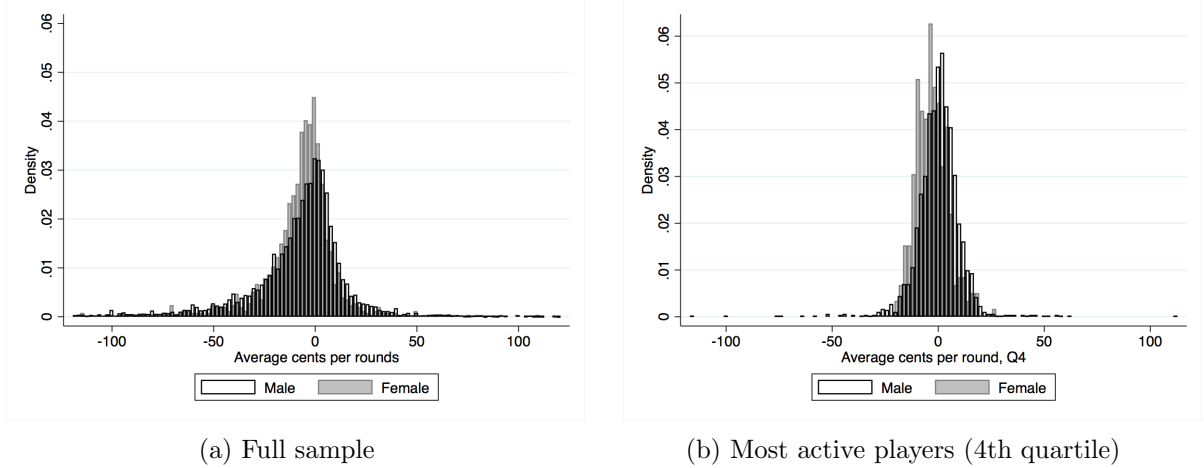 .06
.05
.04
.03
.02
.01
0
Density
-100 -50 0 50 100
Average cents per rounds
Male Female
(a) Full sample
.06
.05
.04
.03
.02
.01
0
Density
-100 -50 0 50 100
Average cents per round, Q4
Male Female
(b) Most active players (4th quartile)